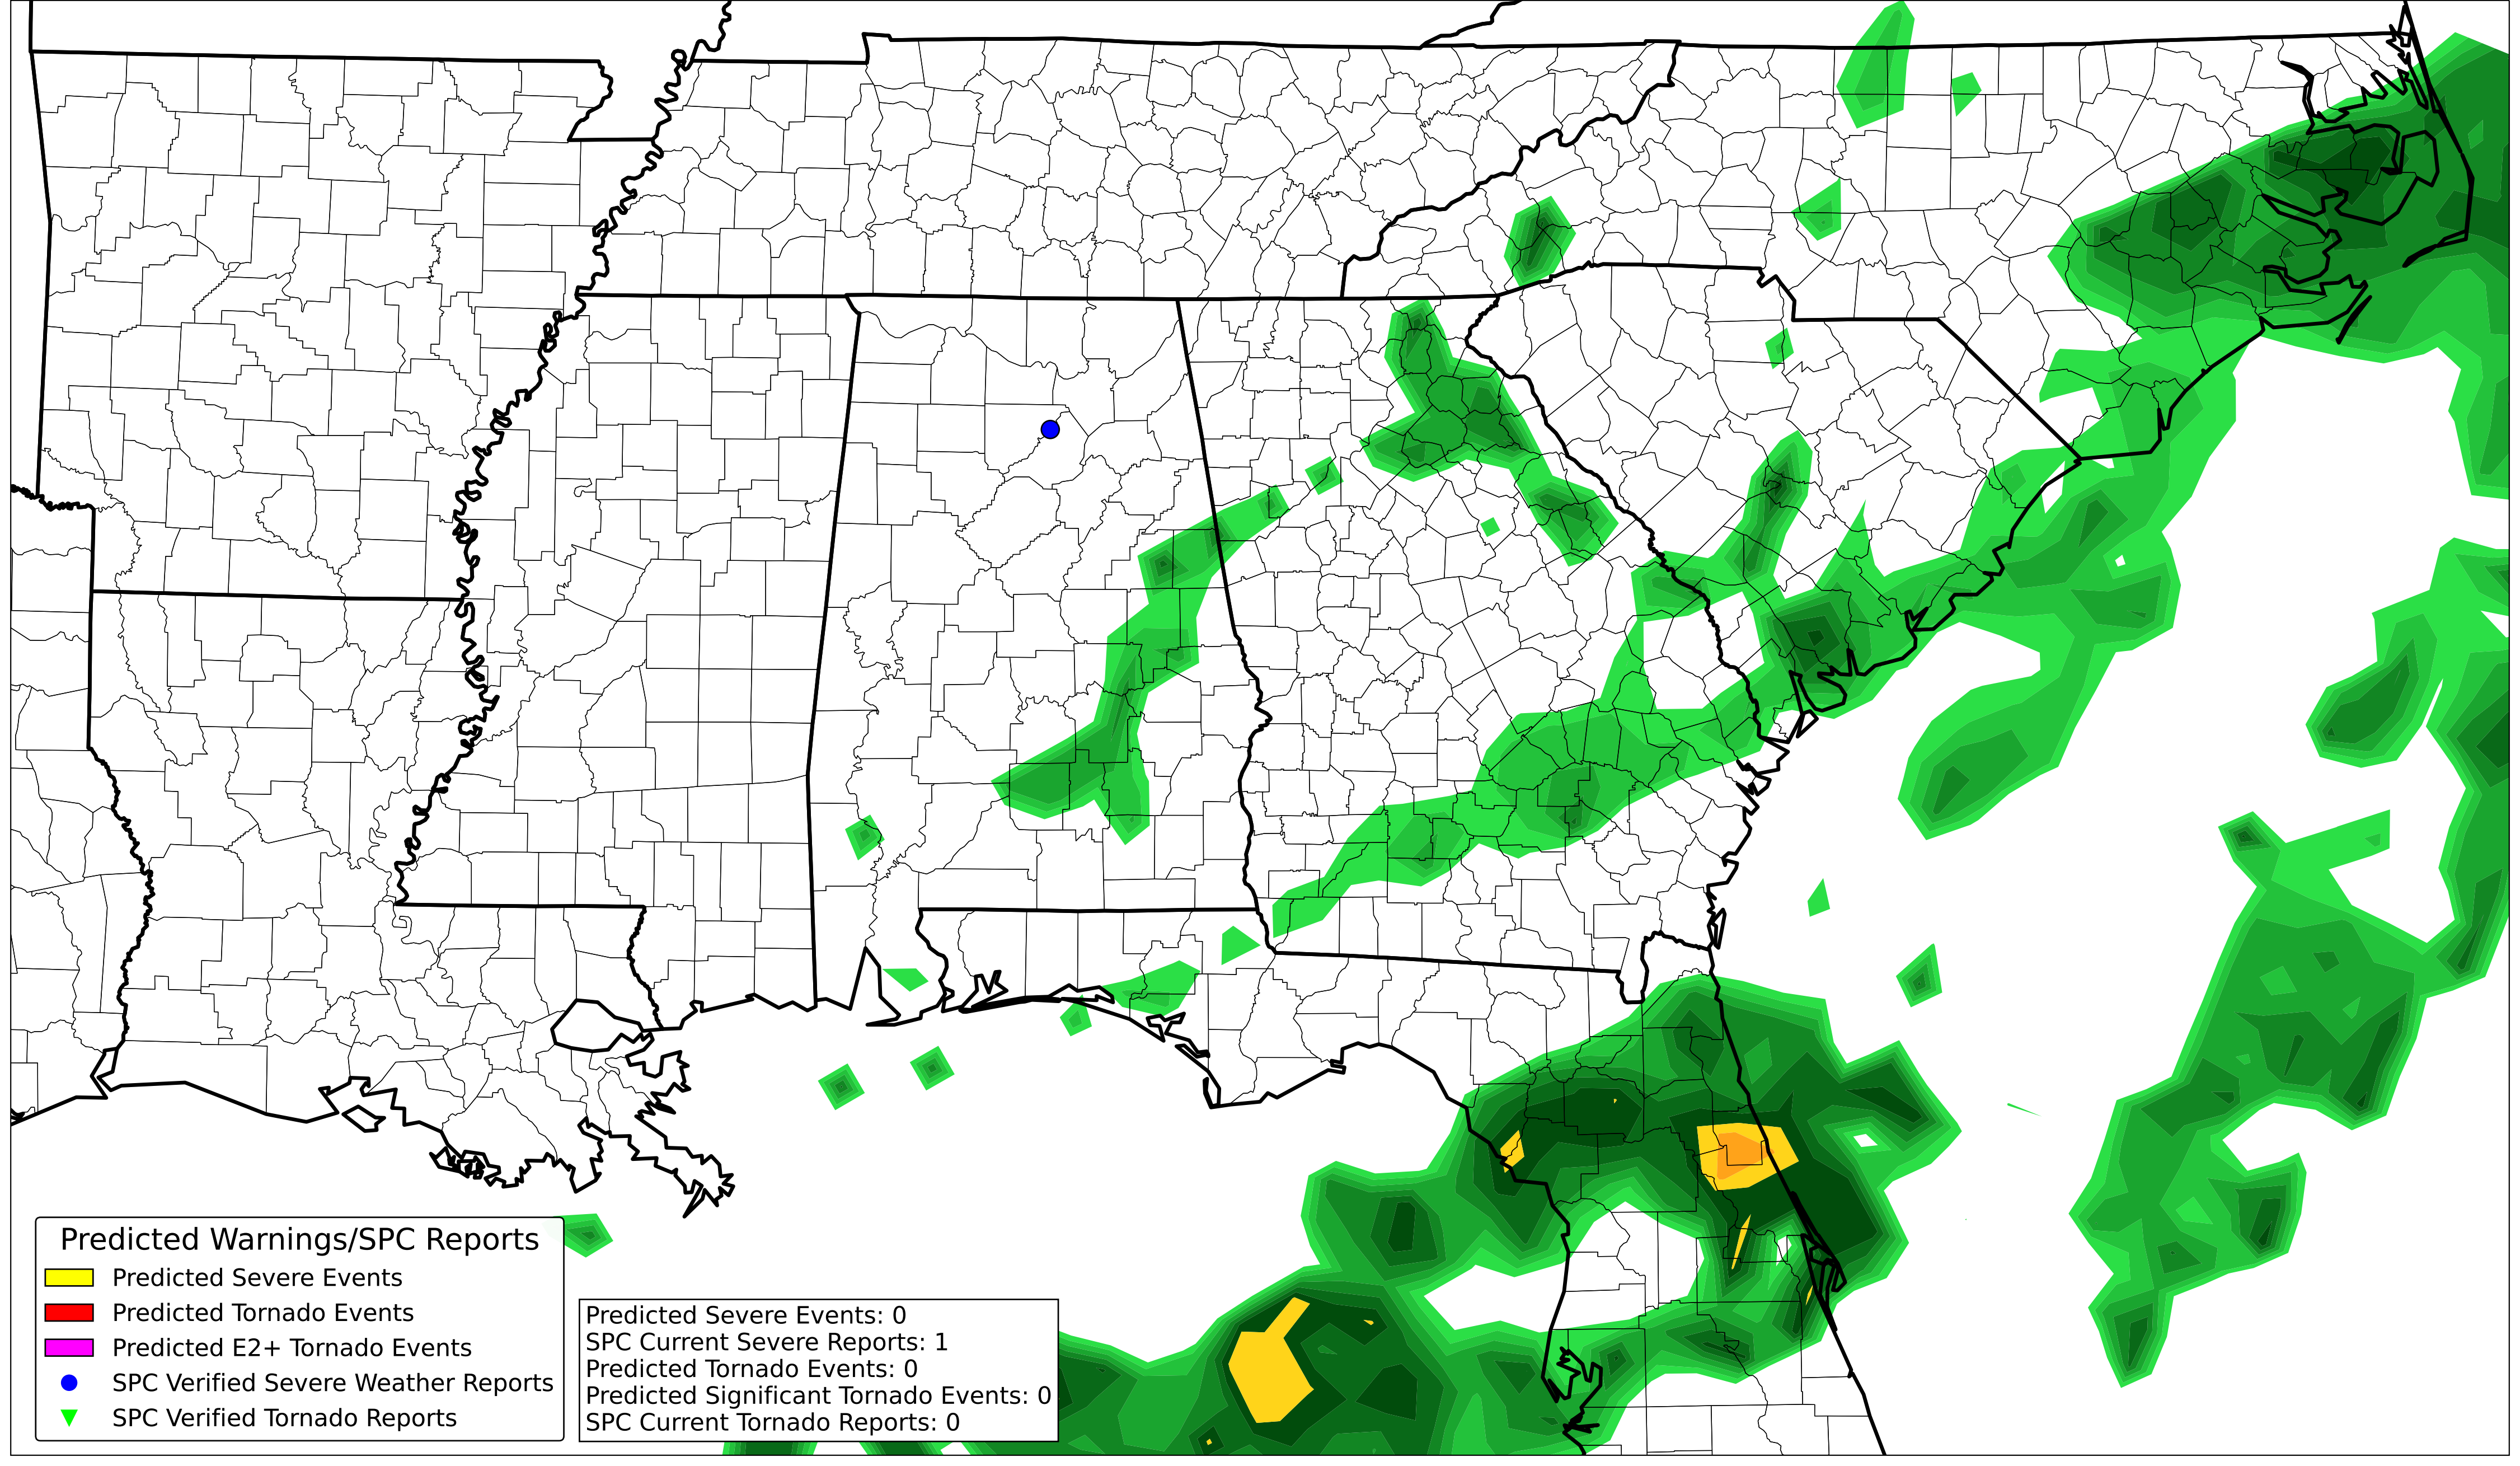 Predicted Warnings/SPC Reports
Predicted Severe Events
Predicted Tornado Events
Predicted E2+ Tornado Events
SPC Verified Severe Weather Reports
SPC Verified Tornado Reports
Predicted Severe Events: 0
SPC Current Severe Reports: 1
Predicted Tornado Events: 0
Predicted Significant Tornado Events: 0
SPC Current Tornado Reports: 0